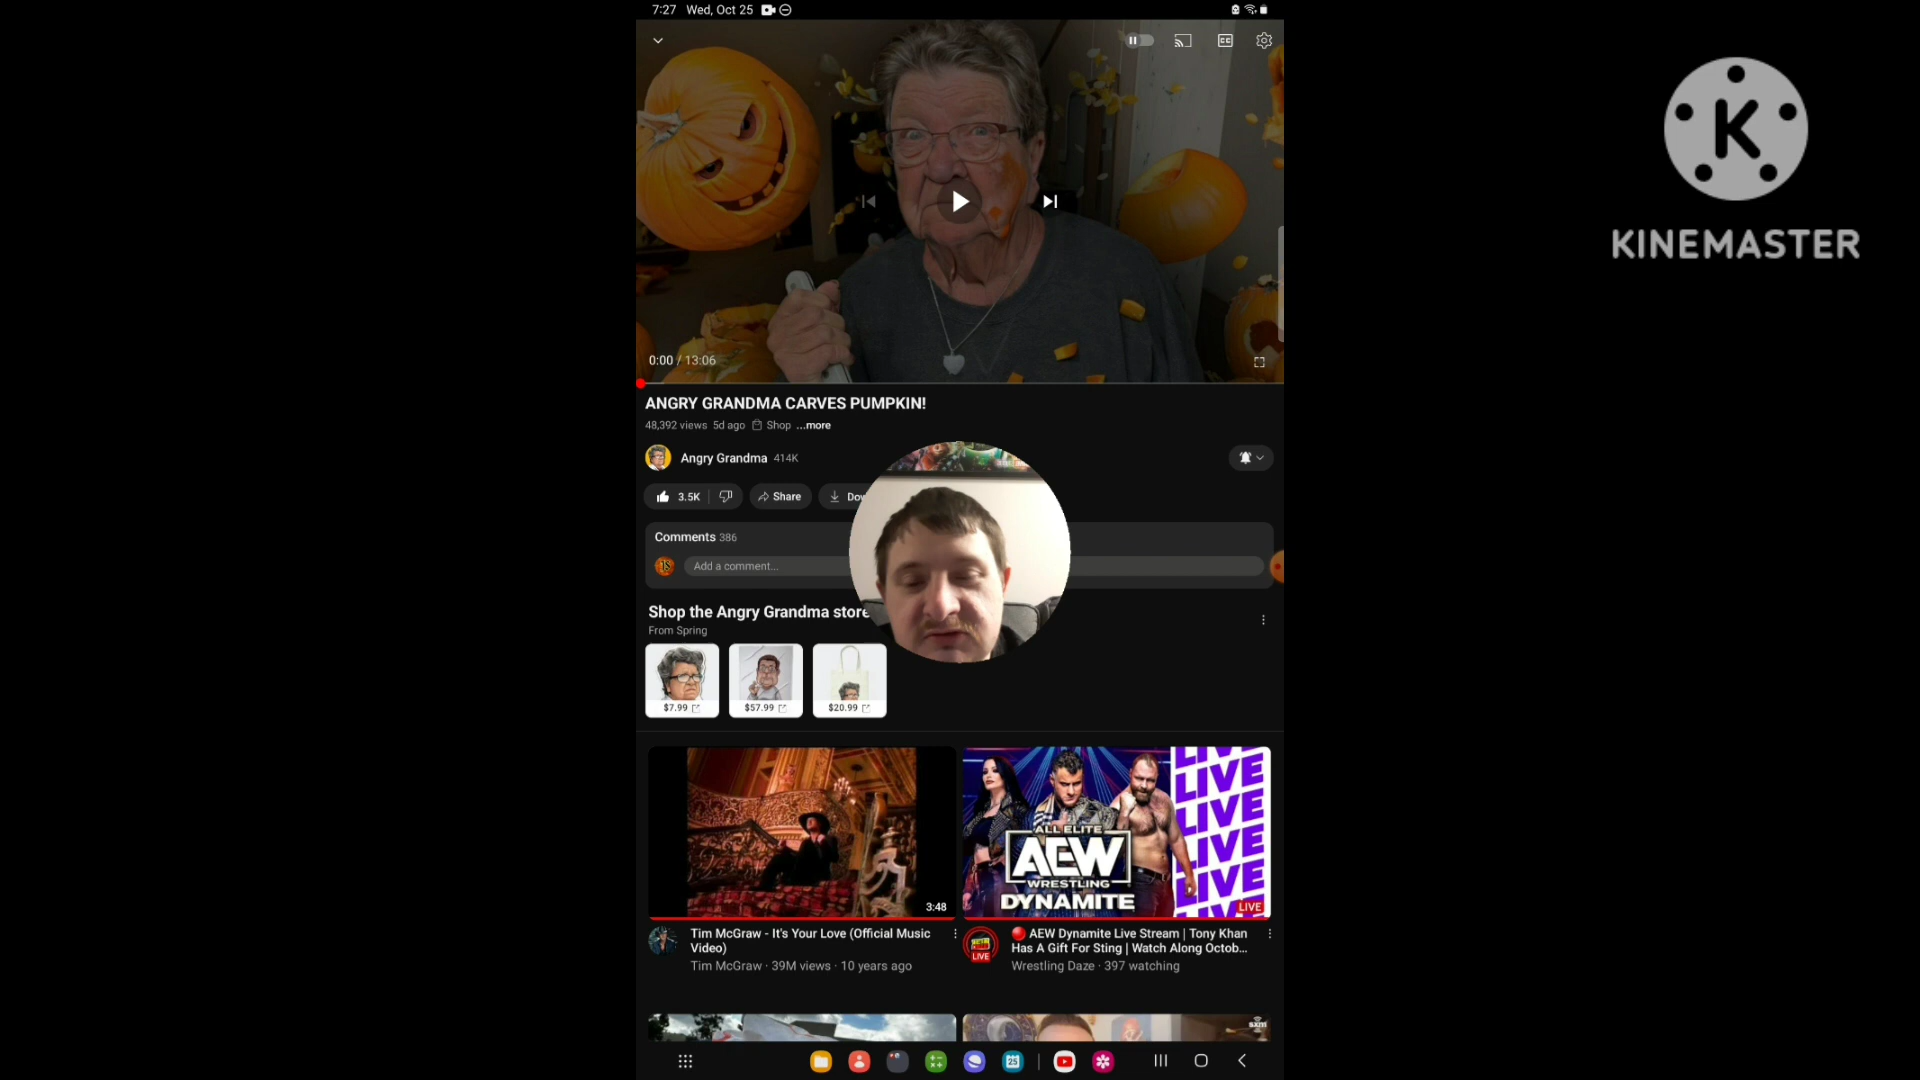 7:27 Wed, Oct 25
CC
0:00 / 13:06
ANGRY GRANDMA CARVES PUMPKIN!
48,392 views 5d ago Shop ...more
Angry Grandma 414K
3.5K Share Dow
Comments 386
Add a comment...
Shop the Angry Grandma store
From Spring
$7.99 $57.99 $20.99
3:48
ALL ELITE
AEW
WRESTLING
DYNAMITE
LIVE
LIVE
LIVE
LIVE
LIVE
LIVE
Tim McGraw - It's Your Love (Official Music
Video)
Tim McGraw · 39M views · 10 years ago
LIVE
AEW Dynamite Live Stream | Tony Khan
Has A Gift For Sting | Watch Along Octob...
Wrestling Daze · 397 watching
25
K
KINEMASTER